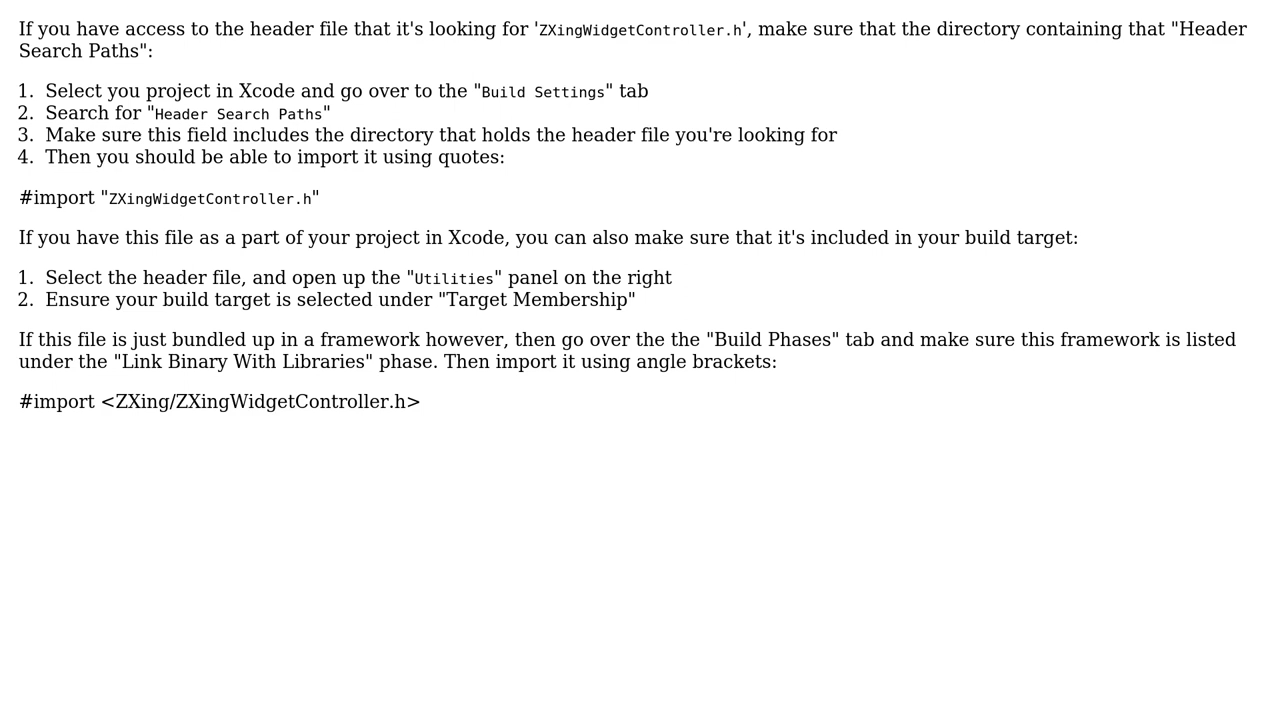 If you have access to the header file that it's looking for 'ZXingWidgetController.h', make sure that the directory containing that "Header
Search Paths":
1. Select you project in Xcode and go over to the "Build Settings" tab
2. Search for "Header Search Paths"
3. Make sure this field includes the directory that holds the header file you're looking for
4. Then you should be able to import it using quotes:
#import "ZXingWidgetController.h"
If you have this file as a part of your project in Xcode, you can also make sure that it's included in your build target:
1. Select the header file, and open up the "Utilities" panel on the right
2. Ensure your build target is selected under "Target Membership"
If this file is just bundled up in a framework however, then go over the the "Build Phases" tab and make sure this framework is listed
under the "Link Binary With Libraries" phase. Then import it using angle brackets:
#import <ZXing/ZXingWidgetController.h>